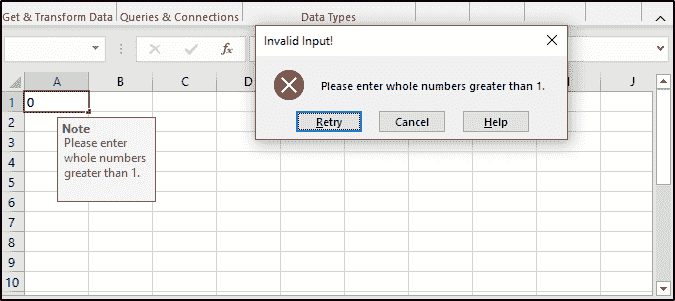 Get & Transform Data
Queries & Connections
Data Types
Invalid Input!
fx
Please enter whole numbers greater than 1.
Retry
Cancel
Help
A B C D J
1 0
2
Note
Please enter
whole numbers
greater than 1.
3
4
5
6
7
8
9
10